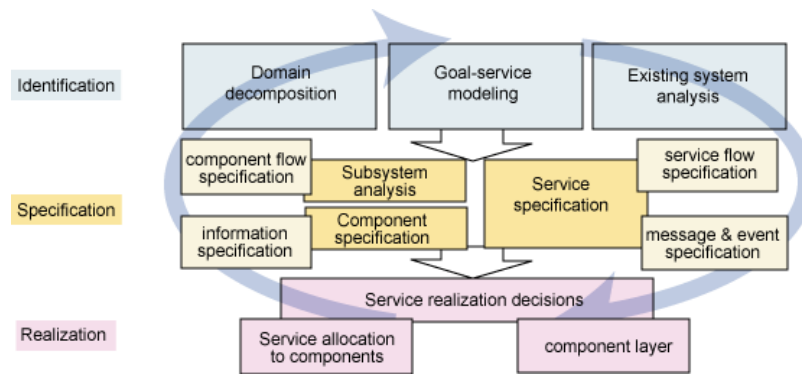 Identification
Domain
decomposition
Goal-service
modeling
Existing system
analysis
Specification
component flow
specification
Subsystem
analysis
Service
specification
service flow
specification
information
specification
Component
specification
message & event
specification
Realization
Service realization decisions
Service allocation
to components
component layer